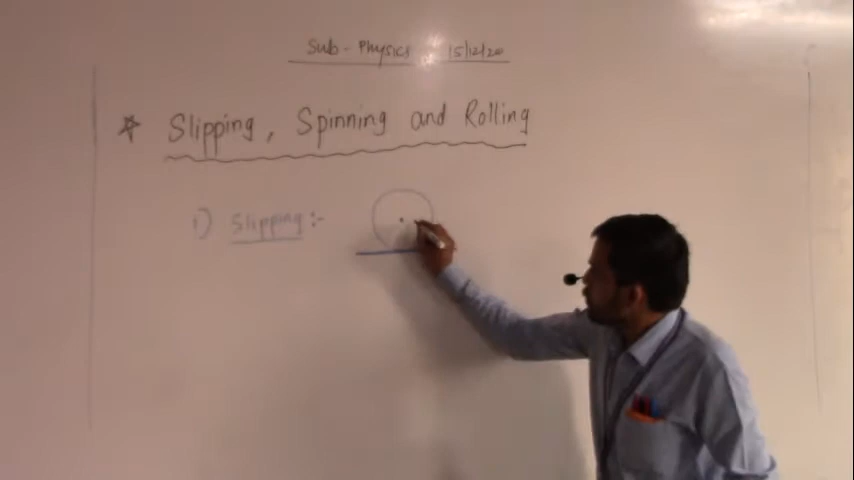 Sub - Physics 15/12/20
* Slipping, Spinning and Rolling
1) Slipping :-